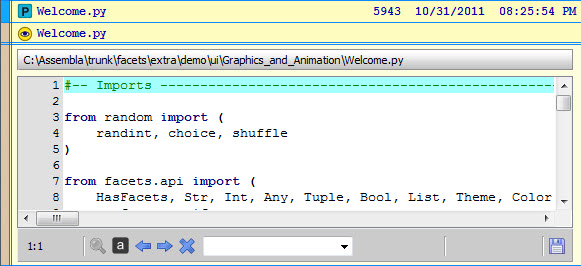 P Welcome.py 5943 10/31/2011 08:25:54 PM
Welcome.py
C:\Assembla\trunk\facets\extra\demo\ui\Graphics_and_Animation\Welcome.py
1 #-- Imports --------------------------------------------------
2
3 from random import (
4 randint, choice, shuffle
5 )
6
7 from facets.api import (
8 HasFacets, Str, Int, Any, Tuple, Bool, List, Theme, Color
1:1 a